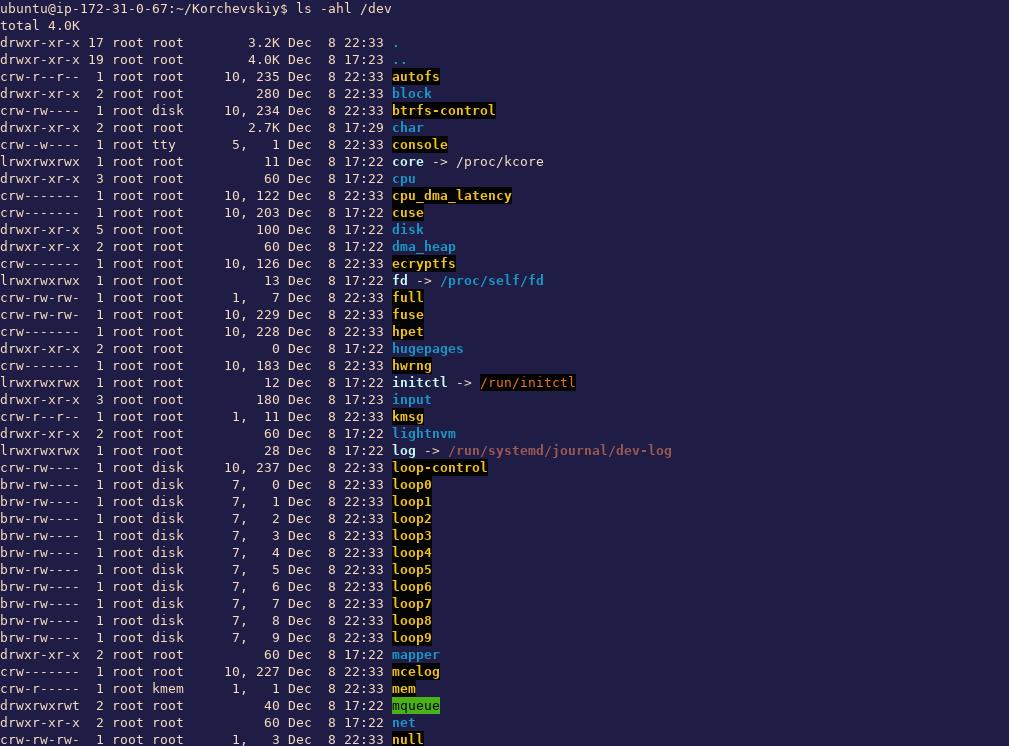 ubuntu@ip-172-31-0-67:~/Korchevskiy$ ls -ahl /dev
total 4.0K
drwxr-xr-x 17 root root        3.2K Dec  8 22:33 .
drwxr-xr-x 19 root root        4.0K Dec  8 17:23 ..
crw-r--r--  1 root root     10, 235 Dec  8 22:33 autofs
drwxr-xr-x  2 root root         280 Dec  8 22:33 block
crw-rw----  1 root disk     10, 234 Dec  8 22:33 btrfs-control
drwxr-xr-x  2 root root        2.7K Dec  8 17:29 char
crw--w----  1 root tty       5,   1 Dec  8 22:33 console
lrwxrwxrwx  1 root root          11 Dec  8 17:22 core -> /proc/kcore
drwxr-xr-x  3 root root          60 Dec  8 17:22 cpu
crw-------  1 root root     10, 122 Dec  8 22:33 cpu_dma_latency
crw-------  1 root root     10, 203 Dec  8 17:22 cuse
drwxr-xr-x  5 root root         100 Dec  8 17:22 disk
drwxr-xr-x  2 root root          60 Dec  8 17:22 dma_heap
crw-------  1 root root     10, 126 Dec  8 22:33 ecryptfs
lrwxrwxrwx  1 root root          13 Dec  8 17:22 fd -> /proc/self/fd
crw-rw-rw-  1 root root      1,   7 Dec  8 22:33 full
crw-rw-rw-  1 root root     10, 229 Dec  8 22:33 fuse
crw-------  1 root root     10, 228 Dec  8 22:33 hpet
drwxr-xr-x  2 root root           0 Dec  8 17:22 hugepages
crw-------  1 root root     10, 183 Dec  8 22:33 hwrng
lrwxrwxrwx  1 root root          12 Dec  8 17:22 initctl -> /run/initctl
drwxr-xr-x  3 root root         180 Dec  8 17:23 input
crw-r--r--  1 root root      1,  11 Dec  8 22:33 kmsg
drwxr-xr-x  2 root root          60 Dec  8 17:22 lightnvm
lrwxrwxrwx  1 root root          28 Dec  8 17:22 log -> /run/systemd/journal/dev-log
crw-rw----  1 root disk     10, 237 Dec  8 22:33 loop-control
brw-rw----  1 root disk      7,   0 Dec  8 22:33 loop0
brw-rw----  1 root disk      7,   1 Dec  8 22:33 loop1
brw-rw----  1 root disk      7,   2 Dec  8 22:33 loop2
brw-rw----  1 root disk      7,   3 Dec  8 22:33 loop3
brw-rw----  1 root disk      7,   4 Dec  8 22:33 loop4
brw-rw----  1 root disk      7,   5 Dec  8 22:33 loop5
brw-rw----  1 root disk      7,   6 Dec  8 22:33 loop6
brw-rw----  1 root disk      7,   7 Dec  8 22:33 loop7
brw-rw----  1 root disk      7,   8 Dec  8 22:33 loop8
brw-rw----  1 root disk      7,   9 Dec  8 22:33 loop9
drwxr-xr-x  2 root root          60 Dec  8 17:22 mapper
crw-------  1 root root     10, 227 Dec  8 22:33 mcelog
crw-r-----  1 root kmem      1,   1 Dec  8 22:33 mem
drwxrwxrwt  2 root root          40 Dec  8 17:22 mqueue
drwxr-xr-x  2 root root          60 Dec  8 17:22 net
crw-rw-rw-  1 root root      1,   3 Dec  8 22:33 null